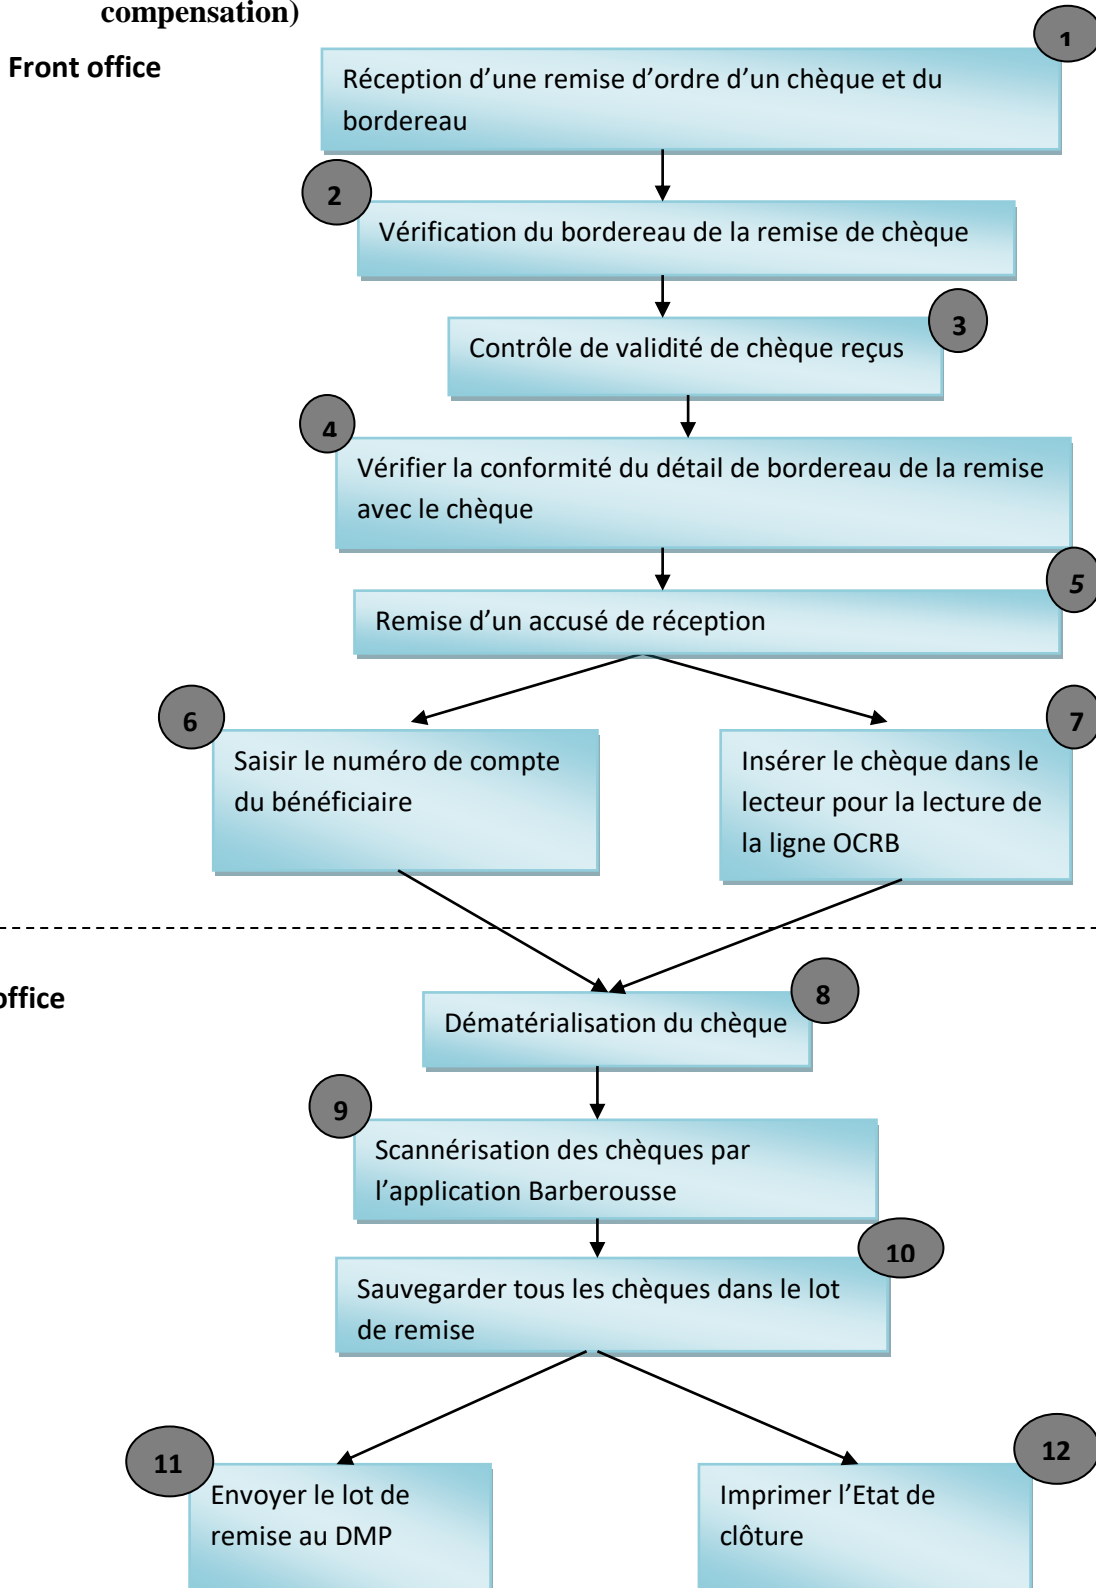 compensation)
Front office
1
Réception d'une remise d'ordre d'un chèque et du
bordereau
2
Vérification du bordereau de la remise de chèque
3
Contrôle de validité de chèque reçus
4
Vérifier la conformité du détail de bordereau de la remise
avec le chèque
5
Remise d'un accusé de réception
6
Saisir le numéro de compte
du bénéficiaire
7
Insérer le chèque dans le
lecteur pour la lecture de
la ligne OCRB
office
8
Dématérialisation du chèque
9
Scannérisation des chèques par
l'application Barberousse
10
Sauvegarder tous les chèques dans le lot
de remise
11
Envoyer le lot de
remise au DMP
12
Imprimer l'Etat de
clôture